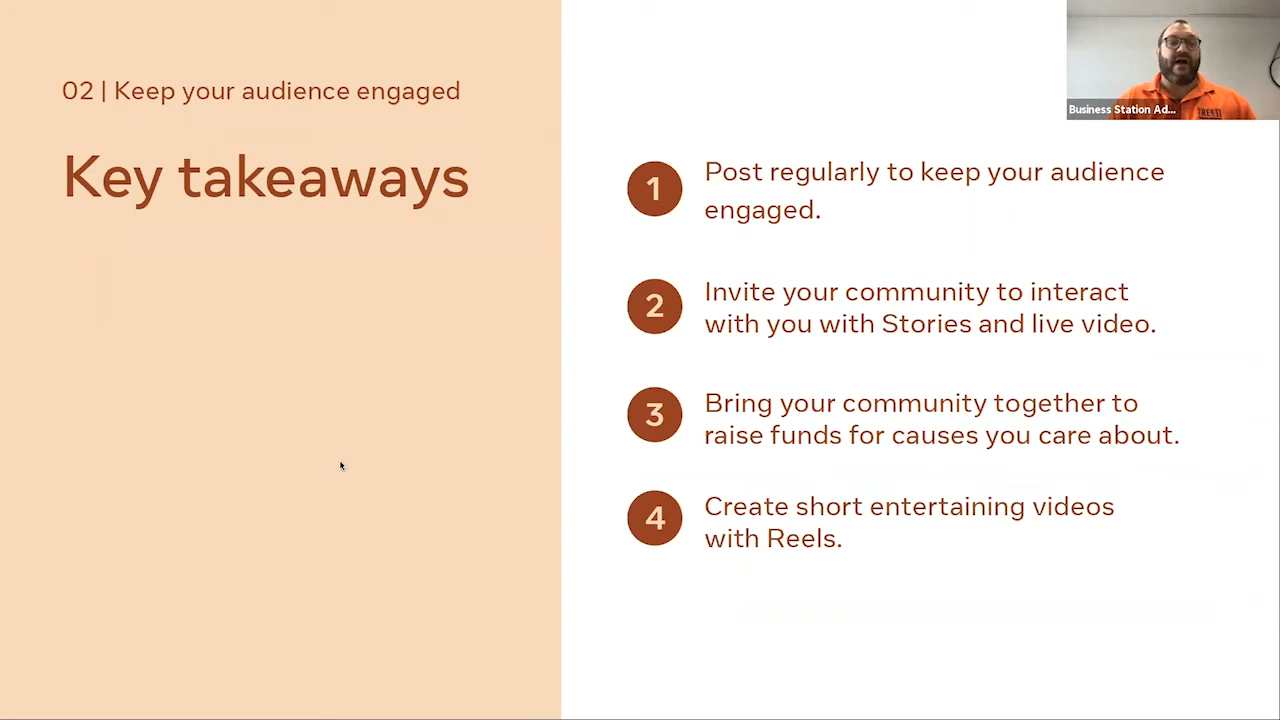 02 | Keep your audience engaged
Key takeaways
1
Post regularly to keep your audience
engaged.
2
Invite your community to interact
with you with Stories and live video.
3
Bring your community together to
raise funds for causes you care about.
4
Create short entertaining videos
with Reels.
Business Station Ad...